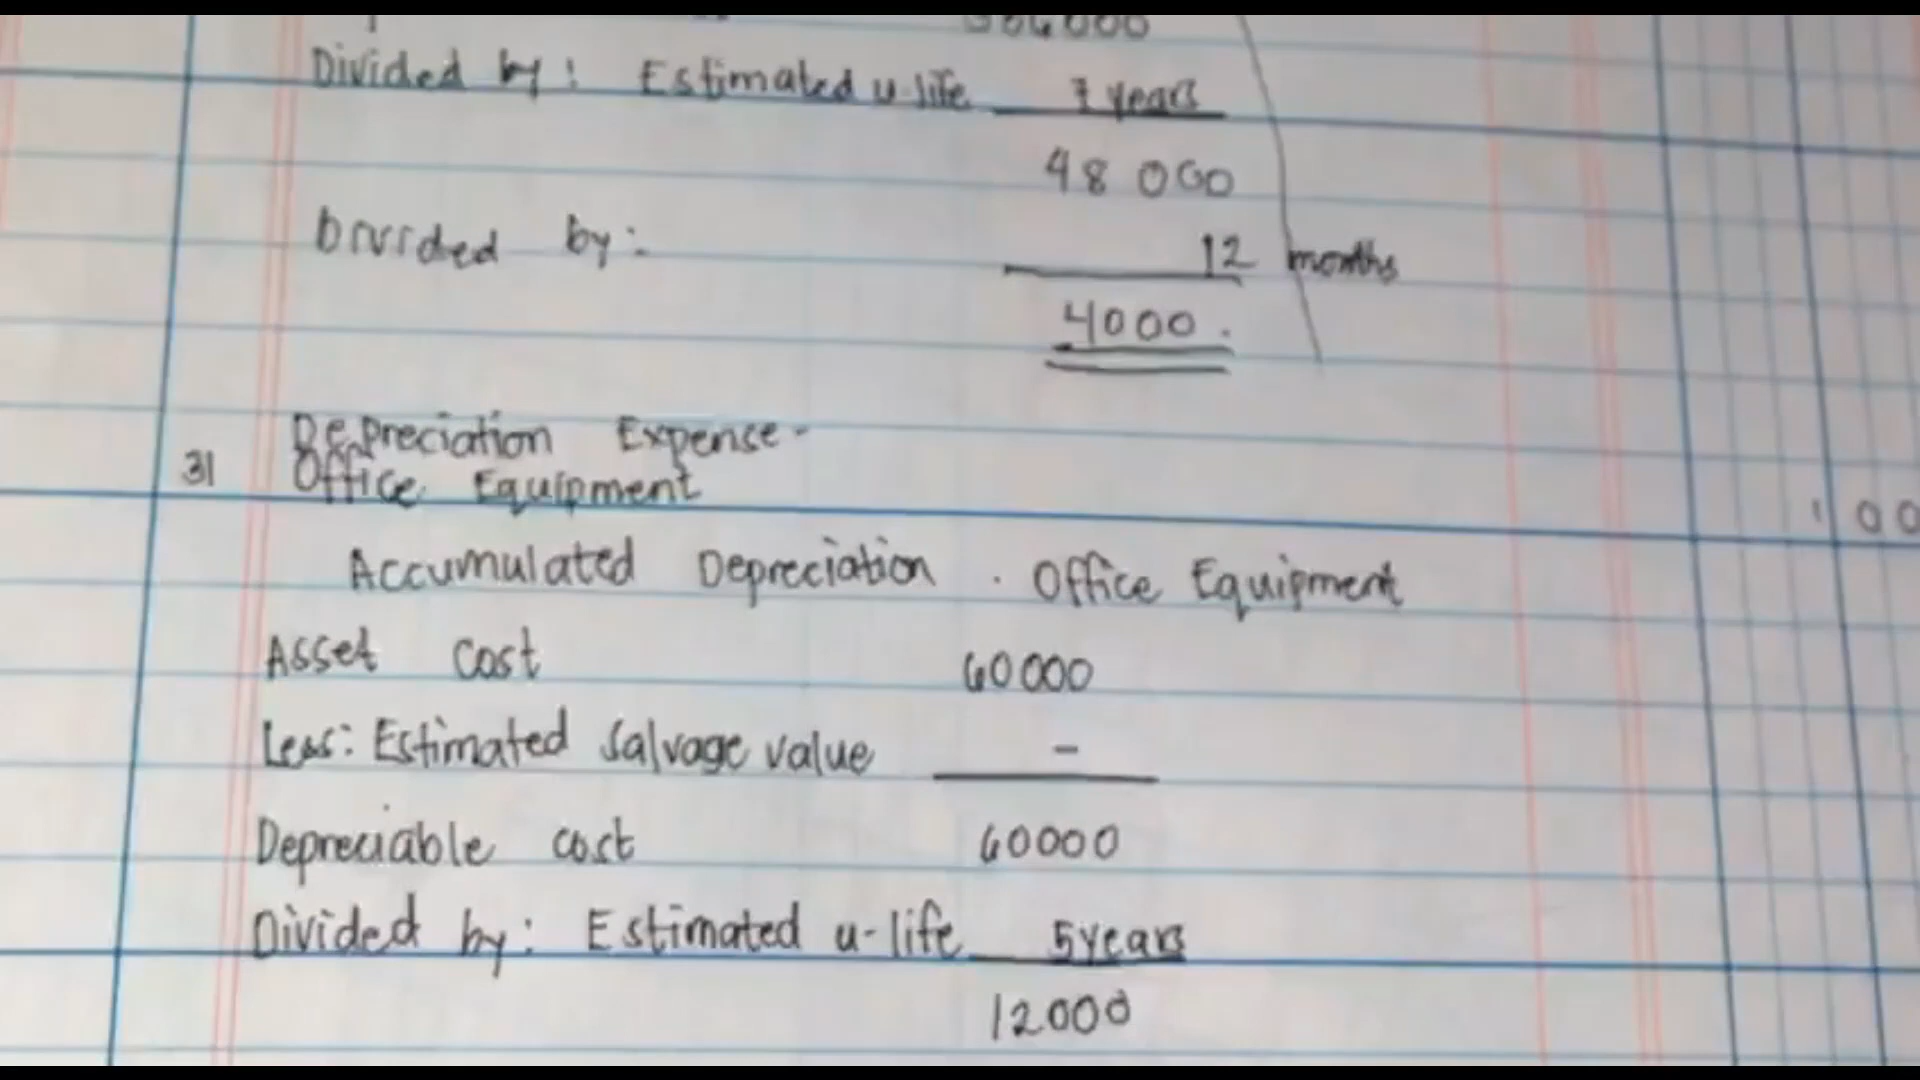 Divided by: Estimated u-life 7 years
48 000
Divided by: 12 months
4000.
Depreciation Expense-
31 Office Equipment
Accumulated Depreciation - Office Equipment
Asset cost 60000
Less: Estimated salvage value -
Depreciable cost 60000
Divided by: Estimated u-life 5years
12000